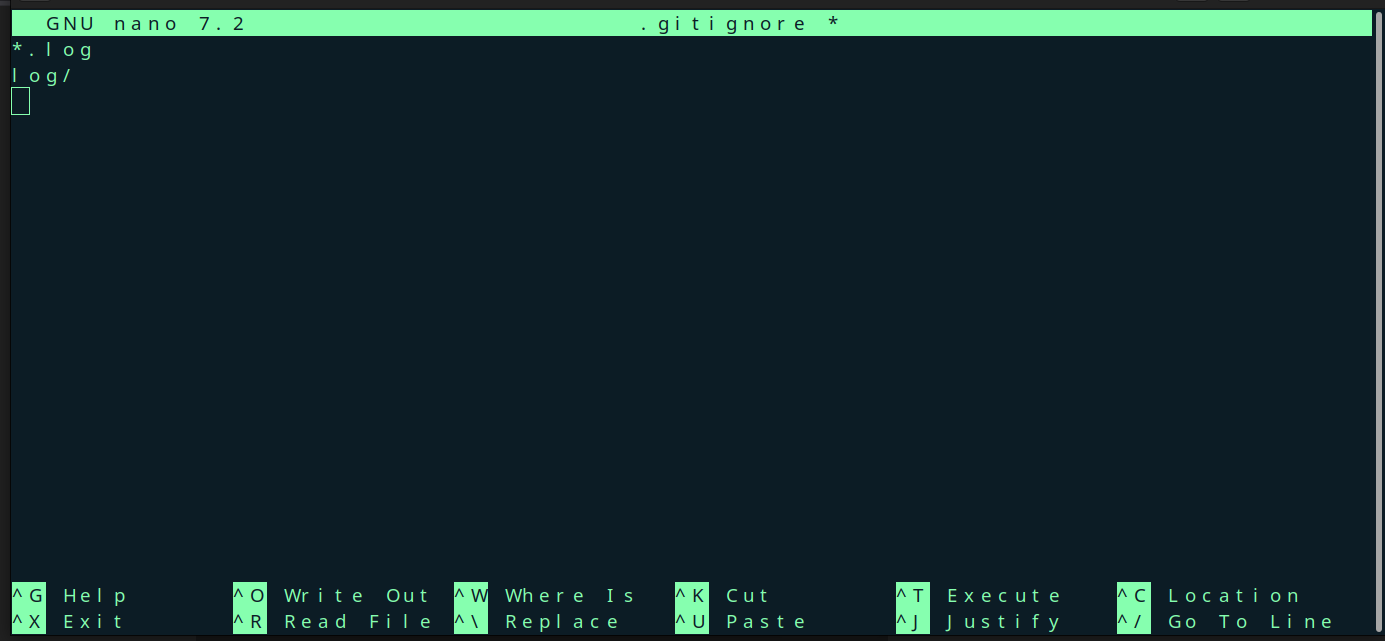 GNU nano 7.2 .gitignore *
*.log
log/
^G Help ^O Write Out ^W Where Is ^K Cut ^T Execute ^C Location
^X Exit ^R Read File ^\ Replace ^U Paste ^J Justify ^/ Go To Line